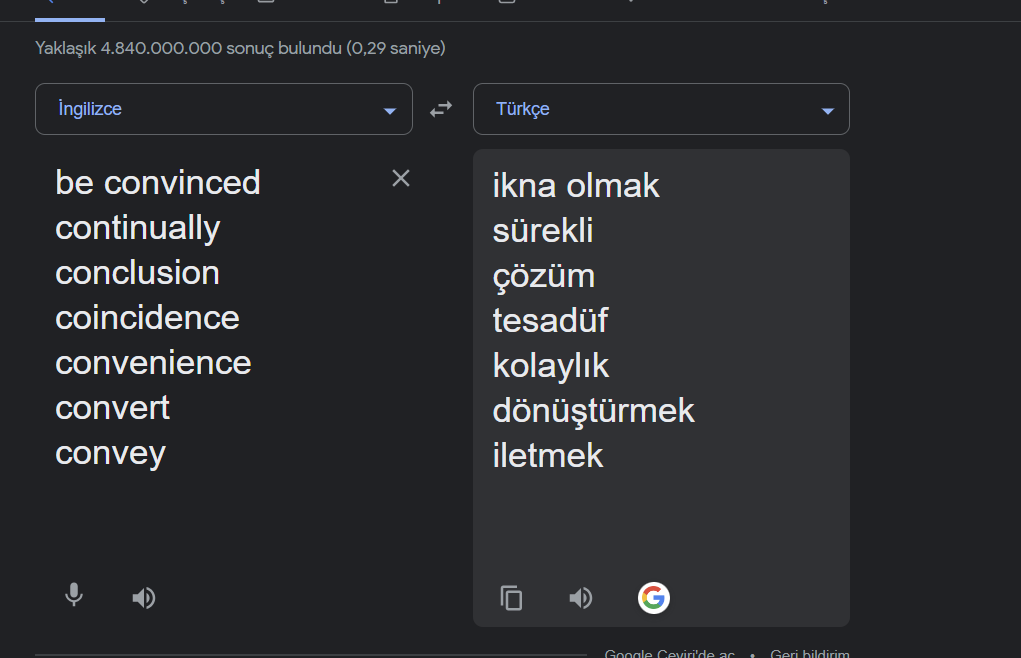 Yaklaşık 4.840.000.000 sonuç bulundu (0,29 saniye)
İngilizce
Türkçe
be convinced
continually
conclusion
coincidence
convenience
convert
convey
ikna olmak
sürekli
çözüm
tesadüf
kolaylık
dönüştürmek
iletmek
Google Çeviri'de aç • Geri bildirim